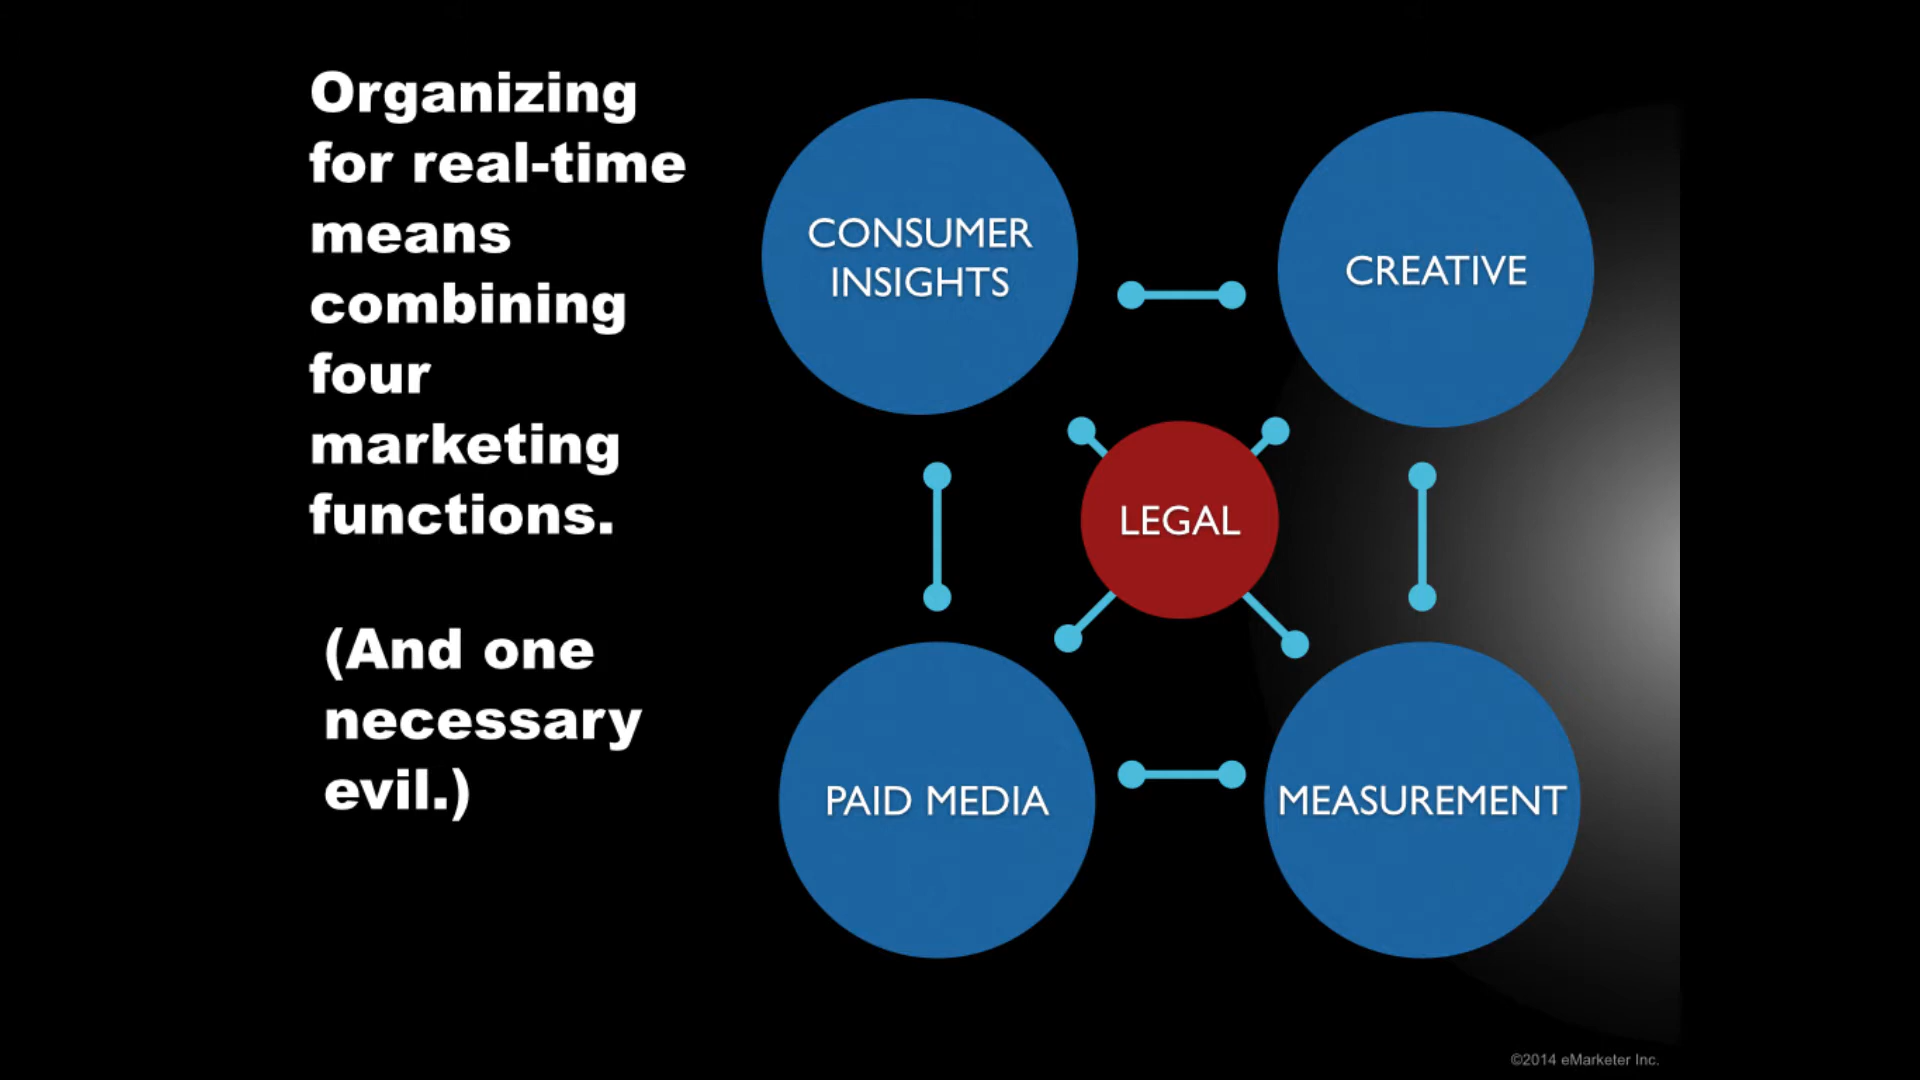 Organizing
for real-time
means
combining
four
marketing
functions.
(And one
necessary
evil.)
CONSUMER
INSIGHTS
CREATIVE
LEGAL
PAID MEDIA
MEASUREMENT
©2014 eMarketer Inc.